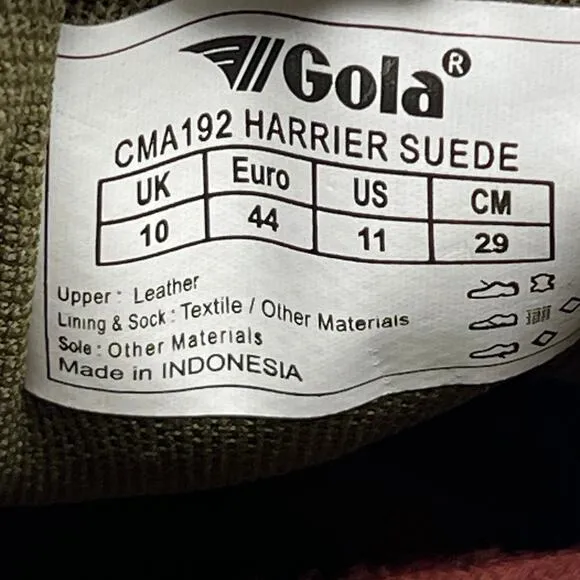 Gola®
CMA192 HARRIER SUEDE
UK Euro US CM
10 44 11 29
Upper : Leather
Lining & Sock : Textile / Other Materials
Sole : Other Materials
Made in INDONESIA